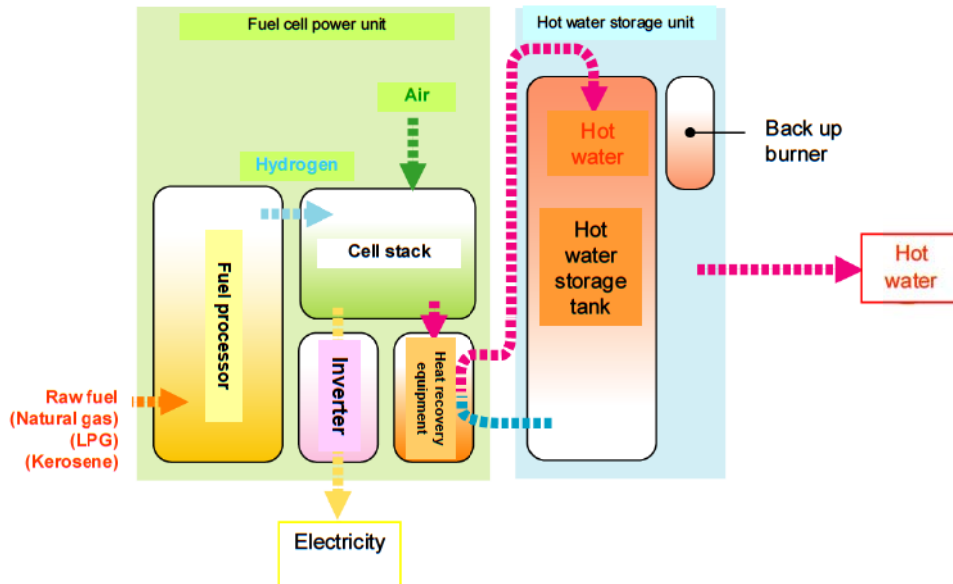 Fuel cell power unit
Hot water storage unit
Air
Hydrogen
Hot
water
Back up
burner
Fuel processor
Cell stack
Hot
water
storage
tank
Hot
water
Inverter
Heat recovery
equipment
Raw fuel
(Natural gas)
(LPG)
(Kerosene)
Electricity